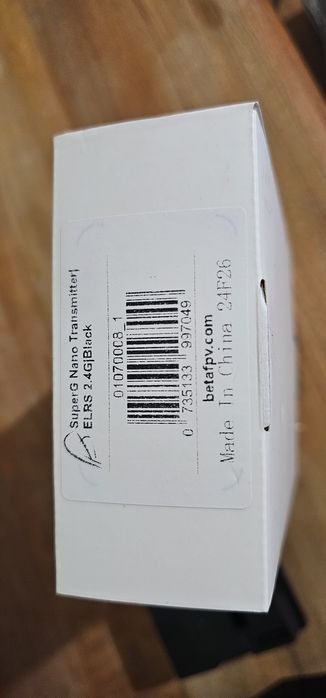 SuperG Nano Transmitter|
ELRS 2.4G|Black
01070008_1
0 735133 997049
betafpv.com
Made In China 24F26